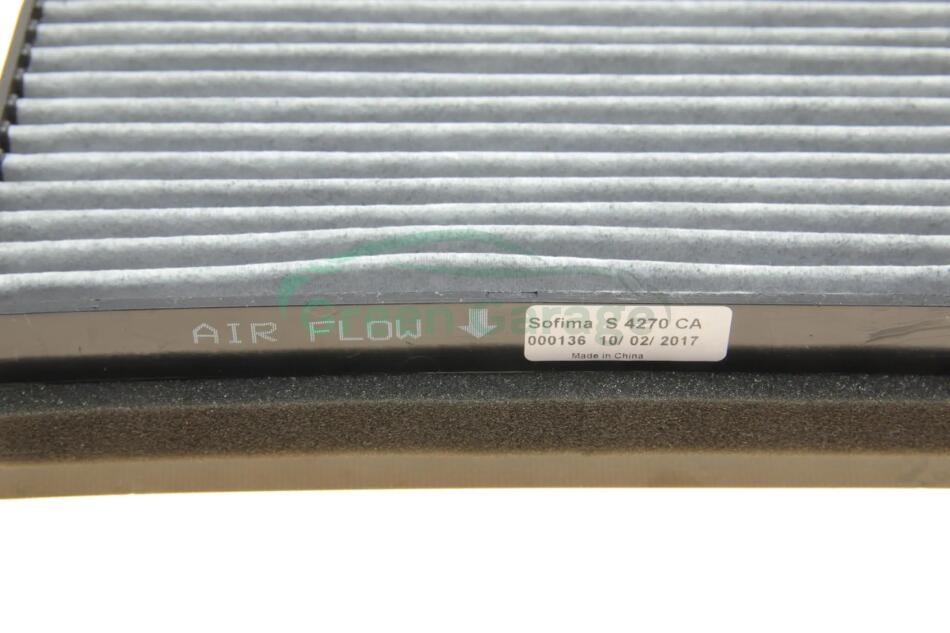 Green Garage
AIR FLOW
Sofima S 4270 CA
000136 10/ 02/ 2017
Made in China